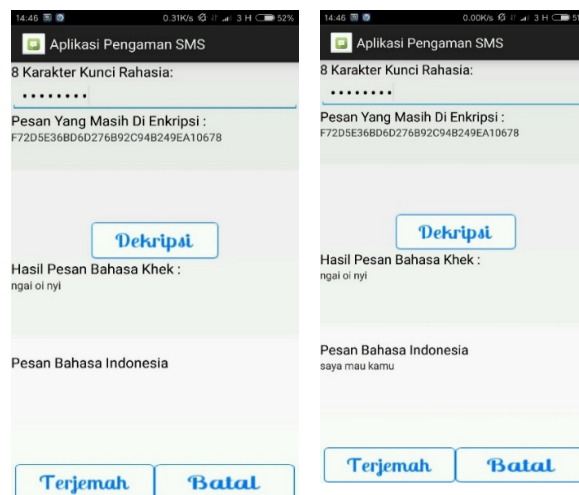 14:46 0.31K/s 3 H 52%
Aplikasi Pengaman SMS
8 Karakter Kunci Rahasia:
••••••••
Pesan Yang Masih Di Enkripsi :
F72D5E36BD6D276B92C94B249EA10678
Dekripsi
Hasil Pesan Bahasa Khek :
ngai oi nyi
Pesan Bahasa Indonesia
Terjemah Batal
14:46 0.00K/s 3 H
Aplikasi Pengaman SMS
8 Karakter Kunci Rahasia:
••••••••
Pesan Yang Masih Di Enkripsi :
F72D5E36BD6D276B92C94B249EA10678
Dekripsi
Hasil Pesan Bahasa Khek :
ngai oi nyi
Pesan Bahasa Indonesia
saya mau kamu
Terjemah Batal